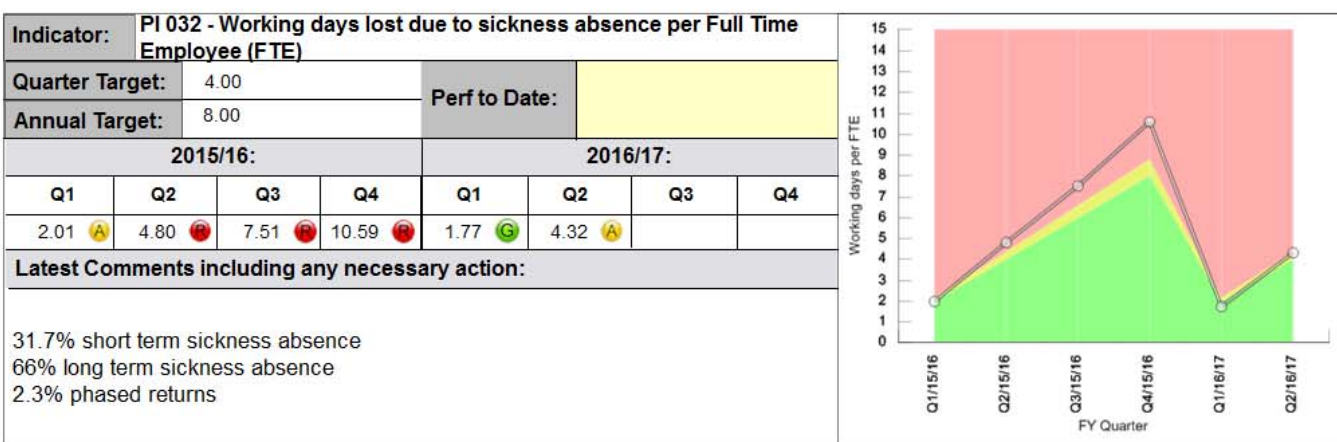 Indicator:
PI 032 - Working days lost due to sickness absence per Full Time
Employee (FTE)
Quarter Target:
4.00
Annual Target:
8.00
Perf to Date:
2015/16:
2016/17:
Q1 Q2 Q3 Q4 Q1 Q2 Q3 Q4
2.01 A 4.80 R 7.51 R 10.59 R 1.77 G 4.32 A
Latest Comments including any necessary action:
31.7% short term sickness absence
66% long term sickness absence
2.3% phased returns
Working days per FTE
15
14
13
12
11
10
9
8
7
6
5
4
3
2
1
0
Q1/15/16
Q2/15/16
Q3/15/16
Q4/15/16
Q1/16/17
Q2/16/17
FY Quarter